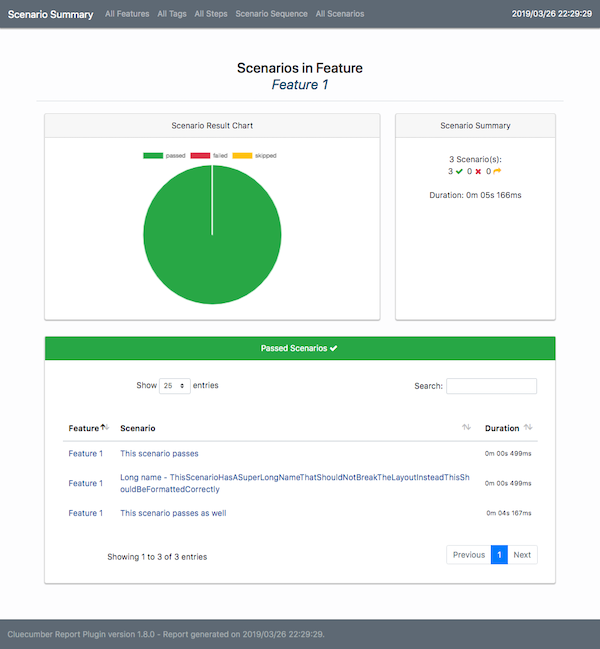 Scenario Summary All Features All Tags All Steps Scenario Sequence All Scenarios 2019/03/26 22:29:29
Scenarios in Feature
Feature 1
Scenario Result Chart
passed failed skipped
Scenario Summary
3 Scenario(s):
3 0 0
Duration: 0m 05s 166ms
Passed Scenarios
Show 25 entries Search:
Feature Scenario Duration
Feature 1 This scenario passes 0m 00s 499ms
Feature 1 Long name - ThisScenarioHasASuperLongNameThatShouldNotBreakTheLayoutInsteadThisSh 0m 00s 499ms
ouldBeFormattedCorrectly
Feature 1 This scenario passes as well 0m 04s 167ms
Showing 1 to 3 of 3 entries Previous 1 Next
Cluecumber Report Plugin version 1.8.0 - Report generated on 2019/03/26 22:29:29.